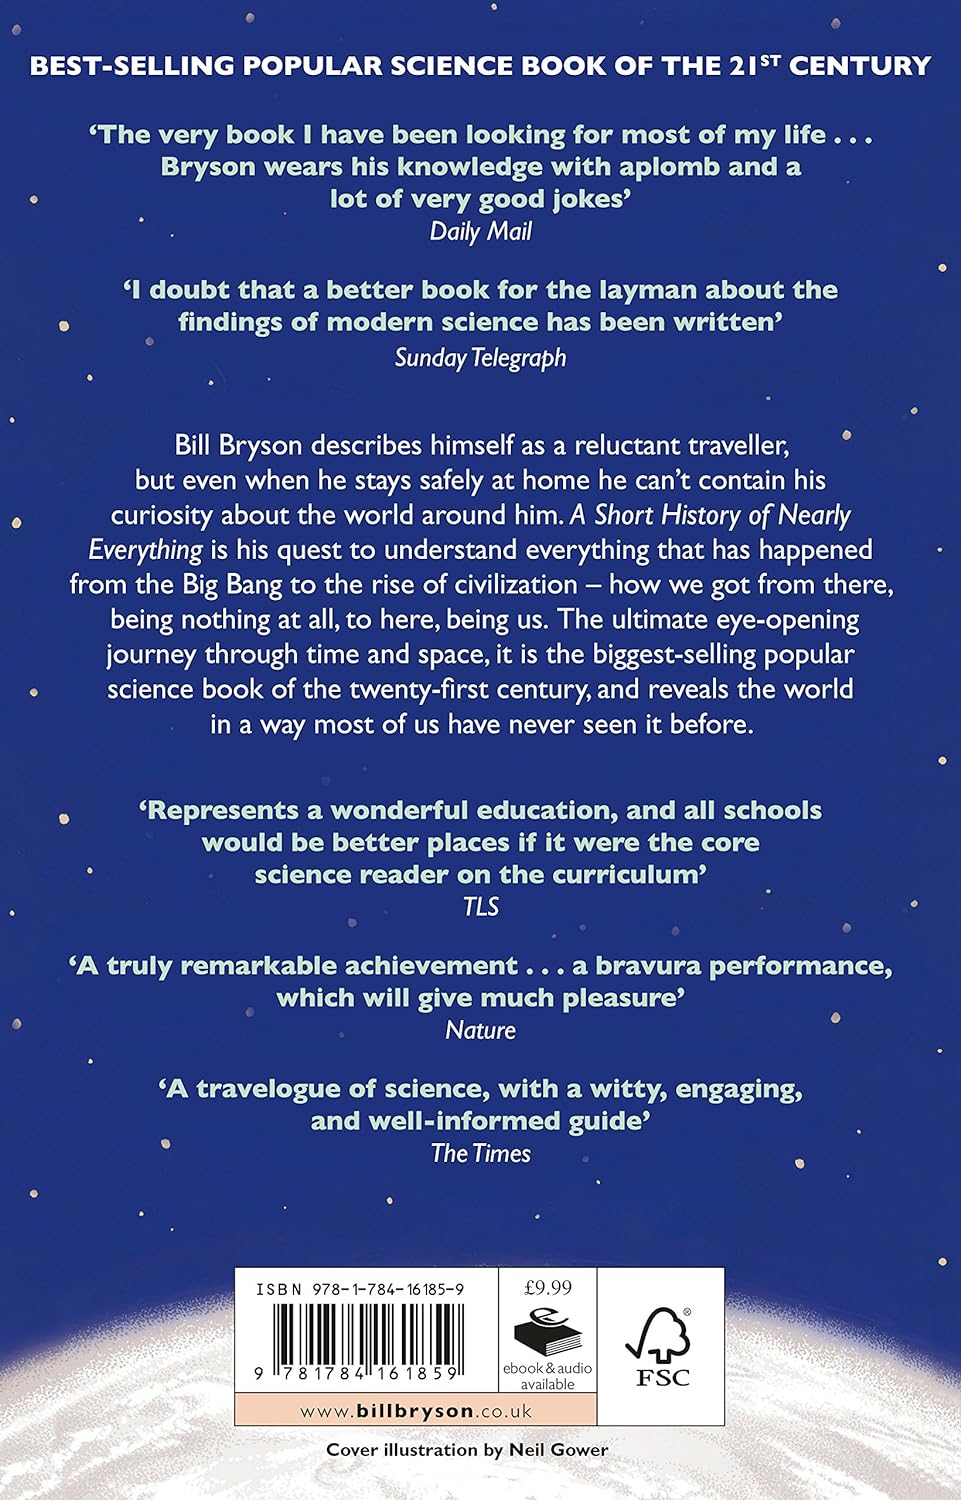 BEST-SELLING POPULAR SCIENCE BOOK OF THE 21ST CENTURY
‘The very book I have been looking for most of my life . . .
Bryson wears his knowledge with aplomb and a
lot of very good jokes’
Daily Mail
‘I doubt that a better book for the layman about the
findings of modern science has been written’
Sunday Telegraph
Bill Bryson describes himself as a reluctant traveller,
but even when he stays safely at home he can’t contain his
curiosity about the world around him. A Short History of Nearly
Everything is his quest to understand everything that has happened
from the Big Bang to the rise of civilization – how we got from there,
being nothing at all, to here, being us. The ultimate eye-opening
journey through time and space, it is the biggest-selling popular
science book of the twenty-first century, and reveals the world
in a way most of us have never seen it before.
‘Represents a wonderful education, and all schools
would be better places if it were the core
science reader on the curriculum’
TLS
‘A truly remarkable achievement . . . a bravura performance,
which will give much pleasure’
Nature
‘A travelogue of science, with a witty, engaging,
and well-informed guide’
The Times
ISBN 978-1-784-16185-9
9 781784 161859
£9.99
e
ebook & audio
available
®
FSC
www.billbryson.co.uk
Cover illustration by Neil Gower